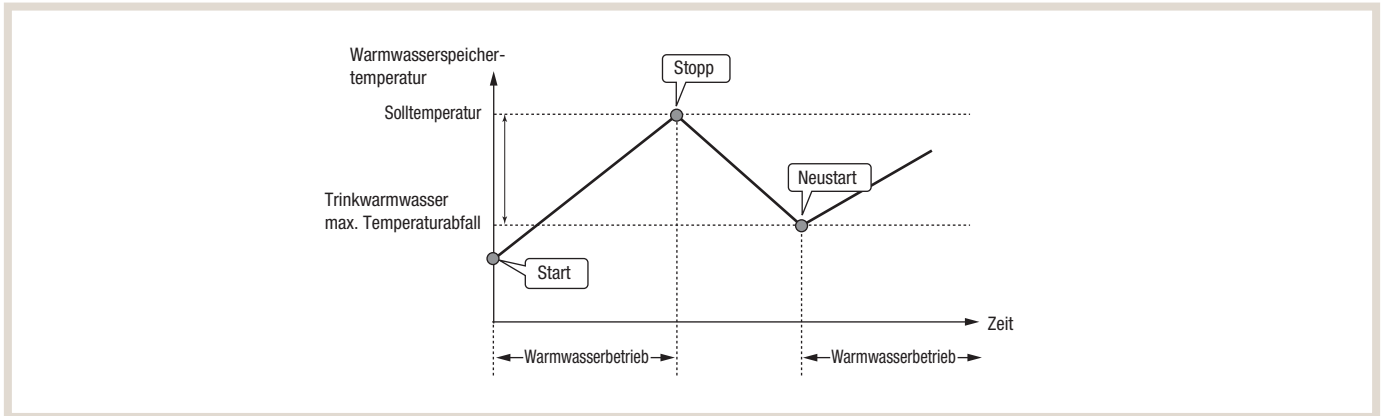 Warmwasserspeicher-
temperatur
Stopp
Solltemperatur
Neustart
Trinkwarmwasser
max. Temperaturabfall
Start
Zeit
Warmwasserbetrieb
Warmwasserbetrieb